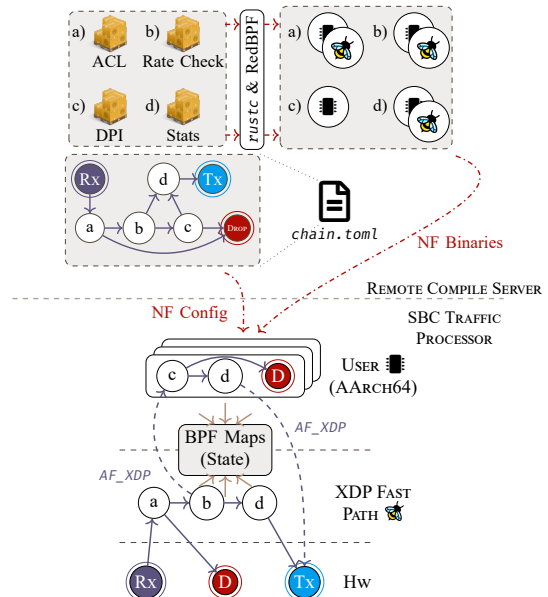 a) b)
ACL Rate Check
c) d)
DPI Stats
rustc & RedBPF
a) b)
c) d)
Rx d Tx
a b c DROP
chain.toml
NF Binaries
NF Config
REMOTE COMPILE SERVER
SBC TRAFFIC
PROCESSOR
c d D
USER
(AARCH64)
AF_XDP
BPF Maps
(State)
AF_XDP
a b d
XDP FAST
PATH
Rx D Tx HW